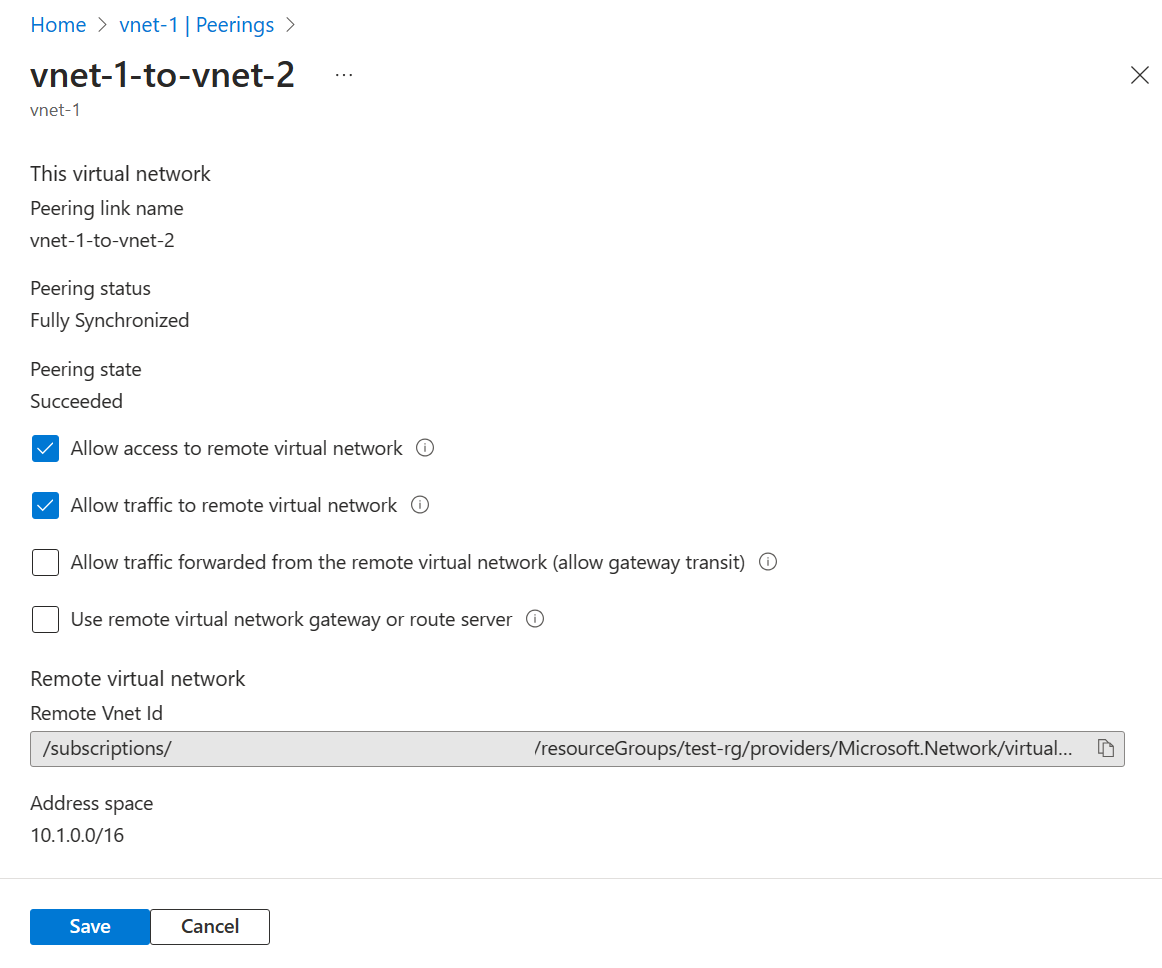 Home > vnet-1 | Peerings >
vnet-1-to-vnet-2 ...
vnet-1
This virtual network
Peering link name
vnet-1-to-vnet-2
Peering status
Fully Synchronized
Peering state
Succeeded
Allow access to remote virtual network
Allow traffic to remote virtual network
Allow traffic forwarded from the remote virtual network (allow gateway transit)
Use remote virtual network gateway or route server
Remote virtual network
Remote Vnet Id
/subscriptions/ /resourceGroups/test-rg/providers/Microsoft.Network/virtual...
Address space
10.1.0.0/16
Save Cancel